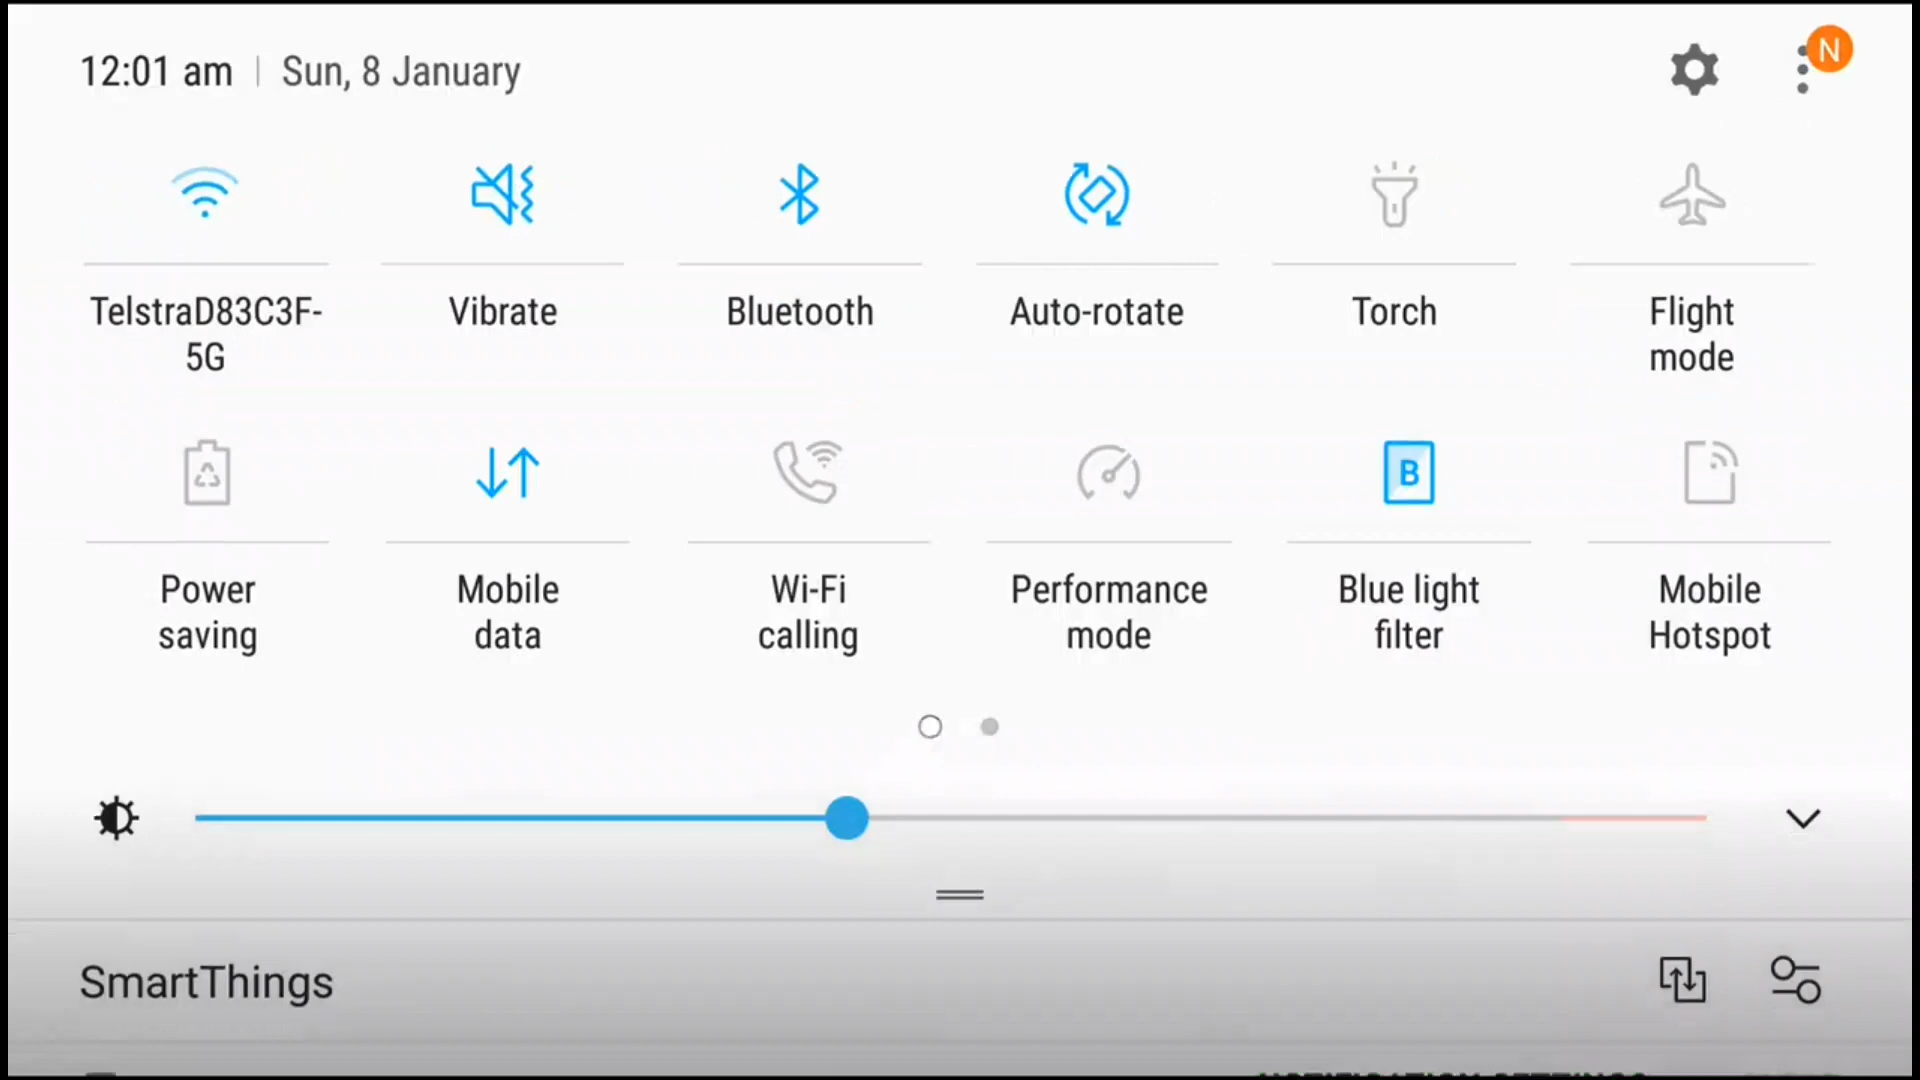 12:01 am | Sun, 8 January
N
TelstraD83C3F-
5G
Vibrate
Bluetooth
Auto-rotate
Torch
Flight
mode
Power
saving
Mobile
data
Wi-Fi
calling
Performance
mode
B
Blue light
filter
Mobile
Hotspot
SmartThings